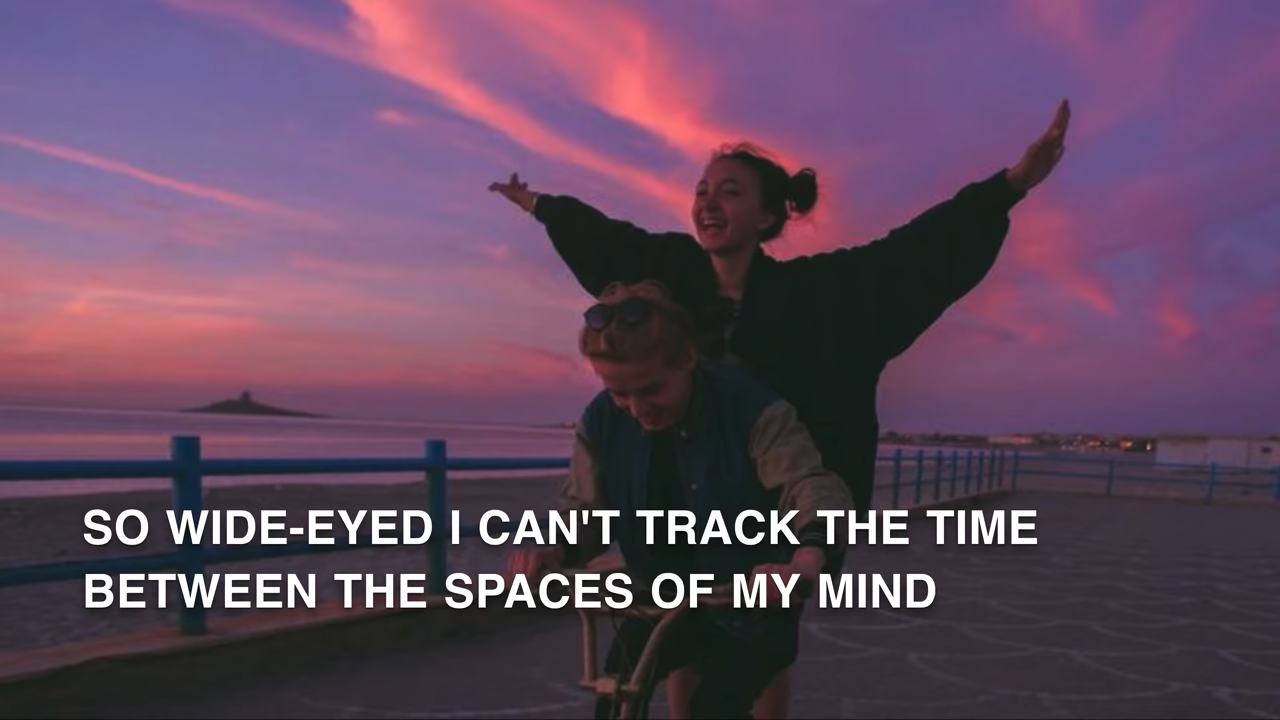 SO WIDE-EYED I CAN'T TRACK THE TIME
BETWEEN THE SPACES OF MY MIND